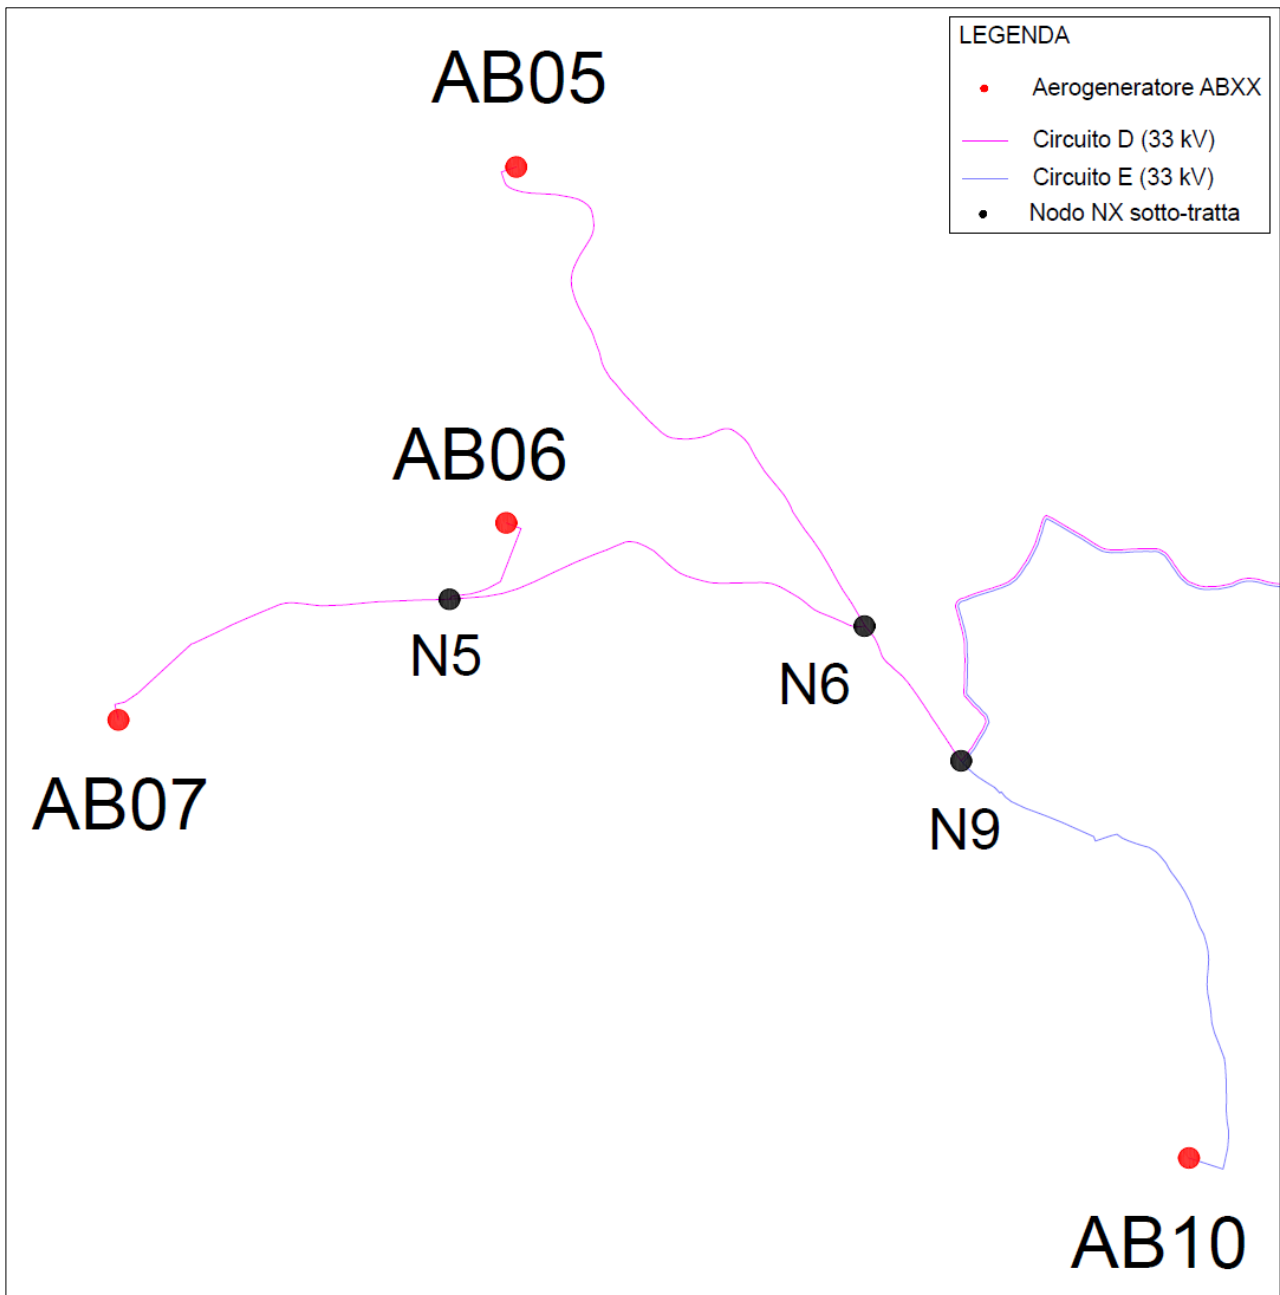 LEGENDA
Aerogeneratore ABXX
Circuito D (33 kV)
Circuito E (33 kV)
Nodo NX sotto-tratta
AB05
AB06
N5
N6
AB07
N9
AB10